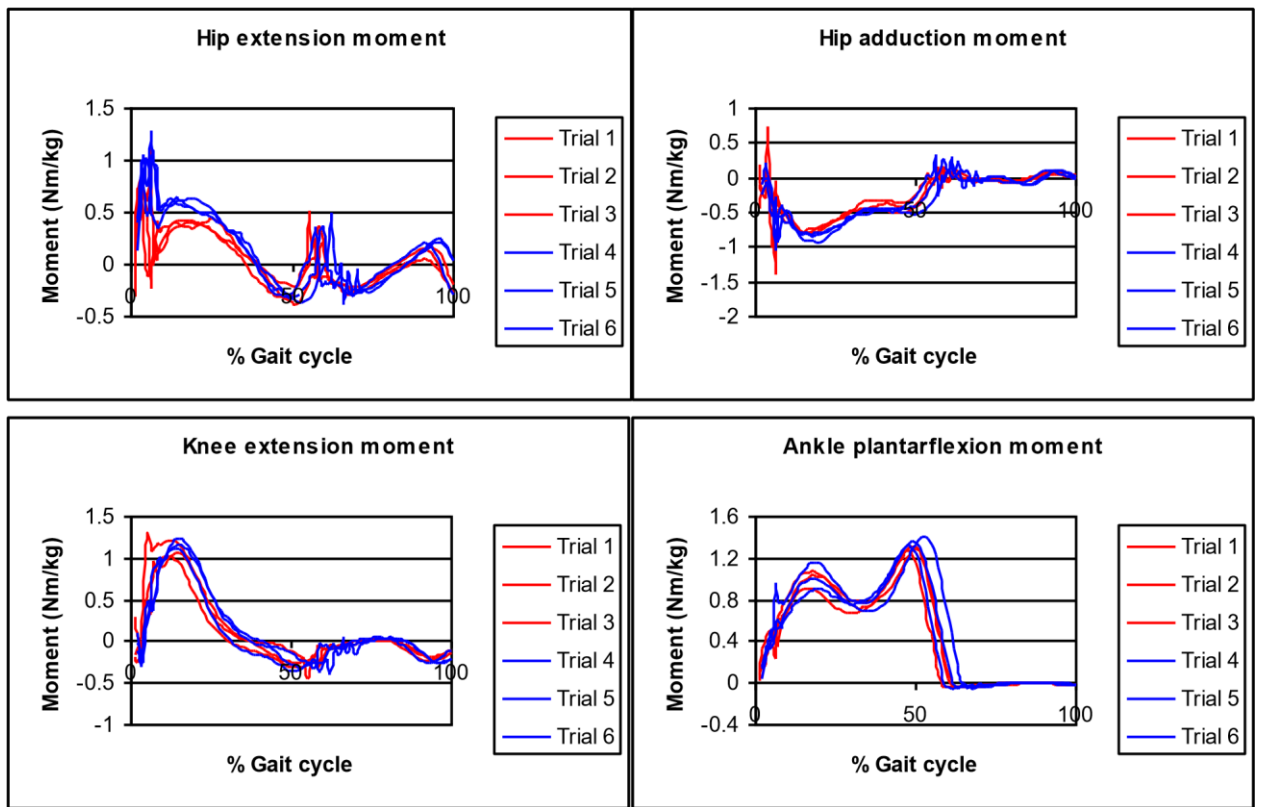 Hip extension moment
Moment (Nm/kg)
1.5
1
0.5
0
-0.5
0
50
100
% Gait cycle
Trial 1
Trial 2
Trial 3
Trial 4
Trial 5
Trial 6
Hip adduction moment
Moment (Nm/kg)
1
0.5
0
-0.5
-1
-1.5
-2
0
50
100
% Gait cycle
Trial 1
Trial 2
Trial 3
Trial 4
Trial 5
Trial 6
Knee extension moment
Moment (Nm/kg)
1.5
1
0.5
0
-0.5
-1
0
50
100
% Gait cycle
Trial 1
Trial 2
Trial 3
Trial 4
Trial 5
Trial 6
Ankle plantarflexion moment
Moment (Nm/kg)
1.6
1.2
0.8
0.4
0
-0.4
0
50
100
% Gait cycle
Trial 1
Trial 2
Trial 3
Trial 4
Trial 5
Trial 6